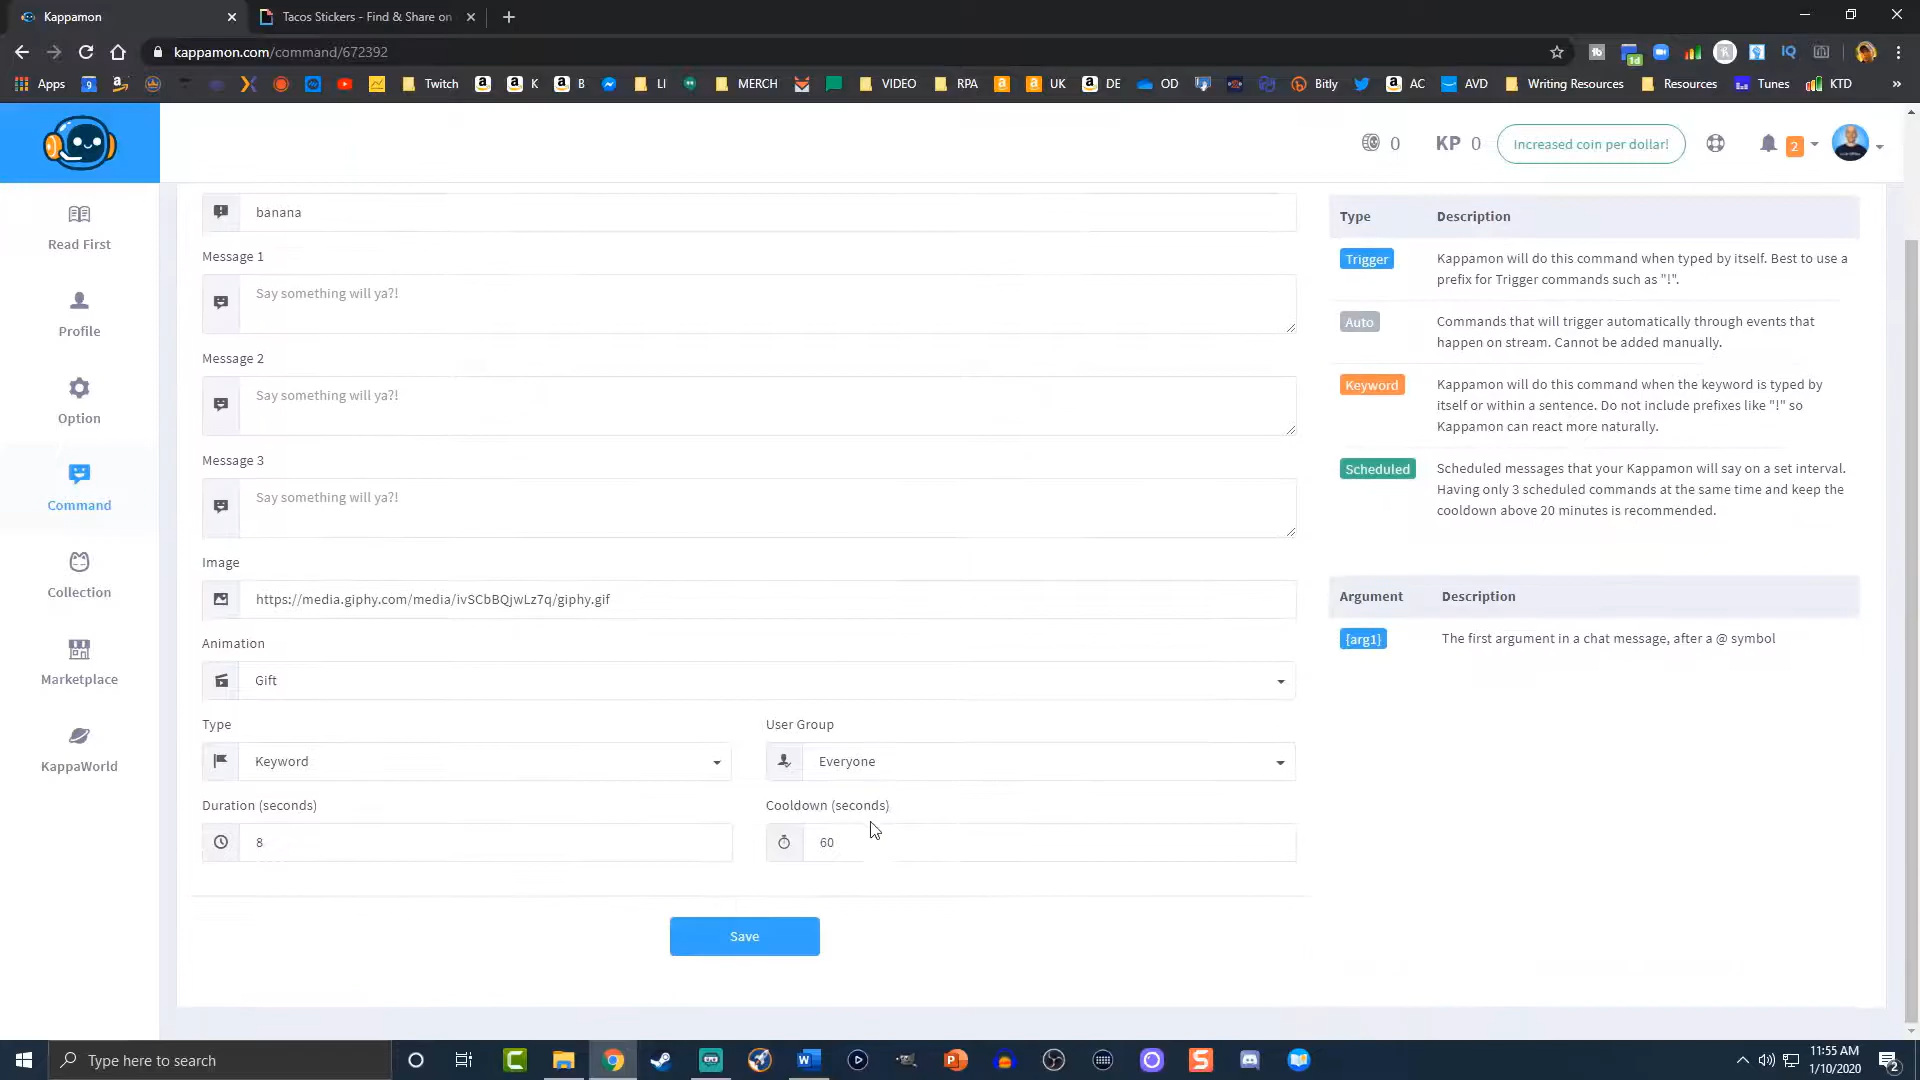 Kappamon
Tacos Stickers - Find & Share on
kappamon.com/command/672392
Apps
Twitch
K
B
LI
MERCH
VIDEO
RPA
UK
DE
OD
Bitly
AC
AVD
Writing Resources
Resources
Tunes
KTD
»
0
KP 0
Increased coin per dollar!
2
Read First
Profile
Option
Command
Collection
Marketplace
KappaWorld
banana
Message 1
Say something will ya?!
Message 2
Say something will ya?!
Message 3
Say something will ya?!
Image
https://media.giphy.com/media/ivSCbBQjwLz7q/giphy.gif
Animation
Gift
Type
Keyword
User Group
Everyone
Duration (seconds)
8
Cooldown (seconds)
60
Save
Type Description
Trigger
Kappamon will do this command when typed by itself. Best to use a
prefix for Trigger commands such as "!".
Auto
Commands that will trigger automatically through events that
happen on stream. Cannot be added manually.
Keyword
Kappamon will do this command when the keyword is typed by
itself or within a sentence. Do not include prefixes like "!" so
Kappamon can react more naturally.
Scheduled
Scheduled messages that your Kappamon will say on a set interval.
Having only 3 scheduled commands at the same time and keep the
cooldown above 20 minutes is recommended.
Argument Description
{arg1} The first argument in a chat message, after a @ symbol
Type here to search
11:55 AM
1/10/2020
2